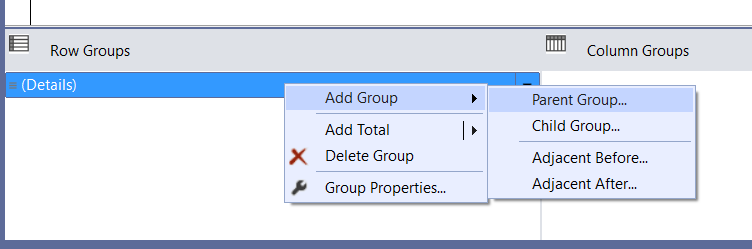 Row Groups
Column Groups
(Details)
Add Group
Parent Group...
Child Group...
Add Total
Delete Group
Adjacent Before...
Group Properties...
Adjacent After...